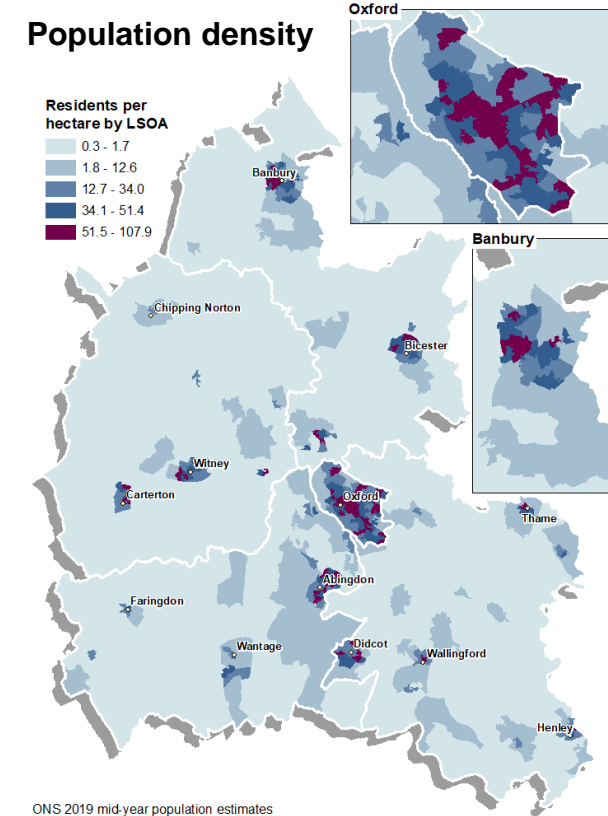 Oxford
Population density
Residents per
hectare by LSOA
0.3 - 1.7
1.8 - 12.6
12.7 - 34.0
34.1 - 51.4
51.5 - 107.9
Banbury
Banbury
Chipping Norton
Bicester
Witney
Carterton
Oxford
Thame
Abingdon
Faringdon
Wantage
Didcot
Wallingford
Henley
ONS 2019 mid-year population estimates